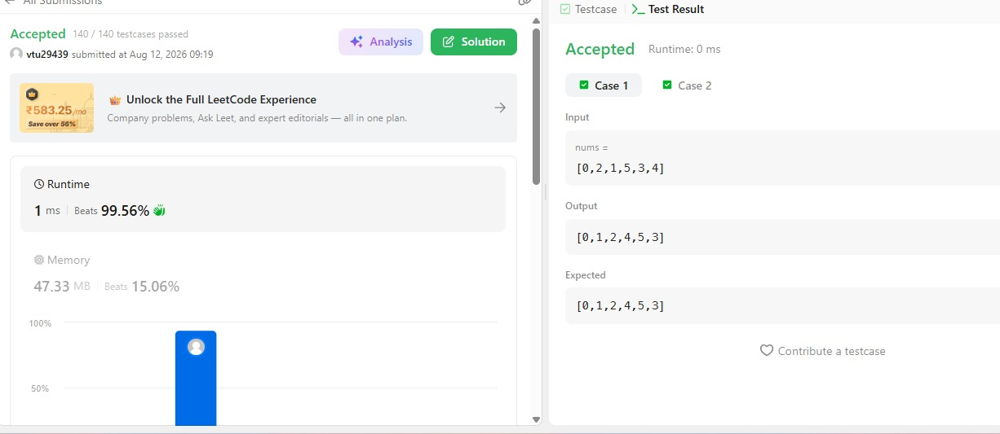 All Submissions
Accepted 140 / 140 testcases passed
vtu29439 submitted at Aug 12, 2026 09:19
Analysis
Solution
₹583.25/mo
Save over 56%
Unlock the Full LeetCode Experience
Company problems, Ask Leet, and expert editorials — all in one plan.
Runtime
1 ms Beats 99.56%
Memory
47.33 MB Beats 15.06%
100%
50%
Testcase
Test Result
Accepted Runtime: 0 ms
Case 1 Case 2
Input
nums =
[0,2,1,5,3,4]
Output
[0,1,2,4,5,3]
Expected
[0,1,2,4,5,3]
Contribute a testcase